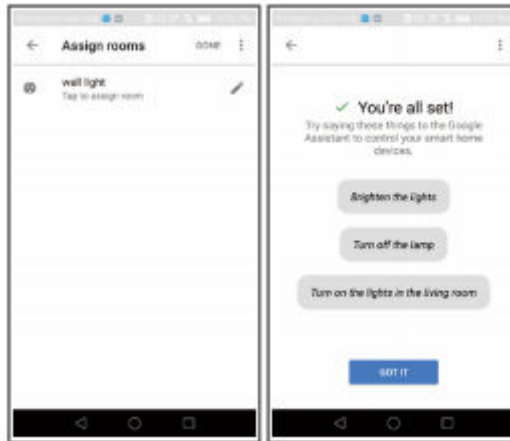 Assign rooms DONE
wall light
Tap to assign room
You're all set!
Try saying these things to the Google
Assistant to control your smart home
devices.
Brighten the lights
Turn off the lamp
Turn on the lights in the living room
GOT IT